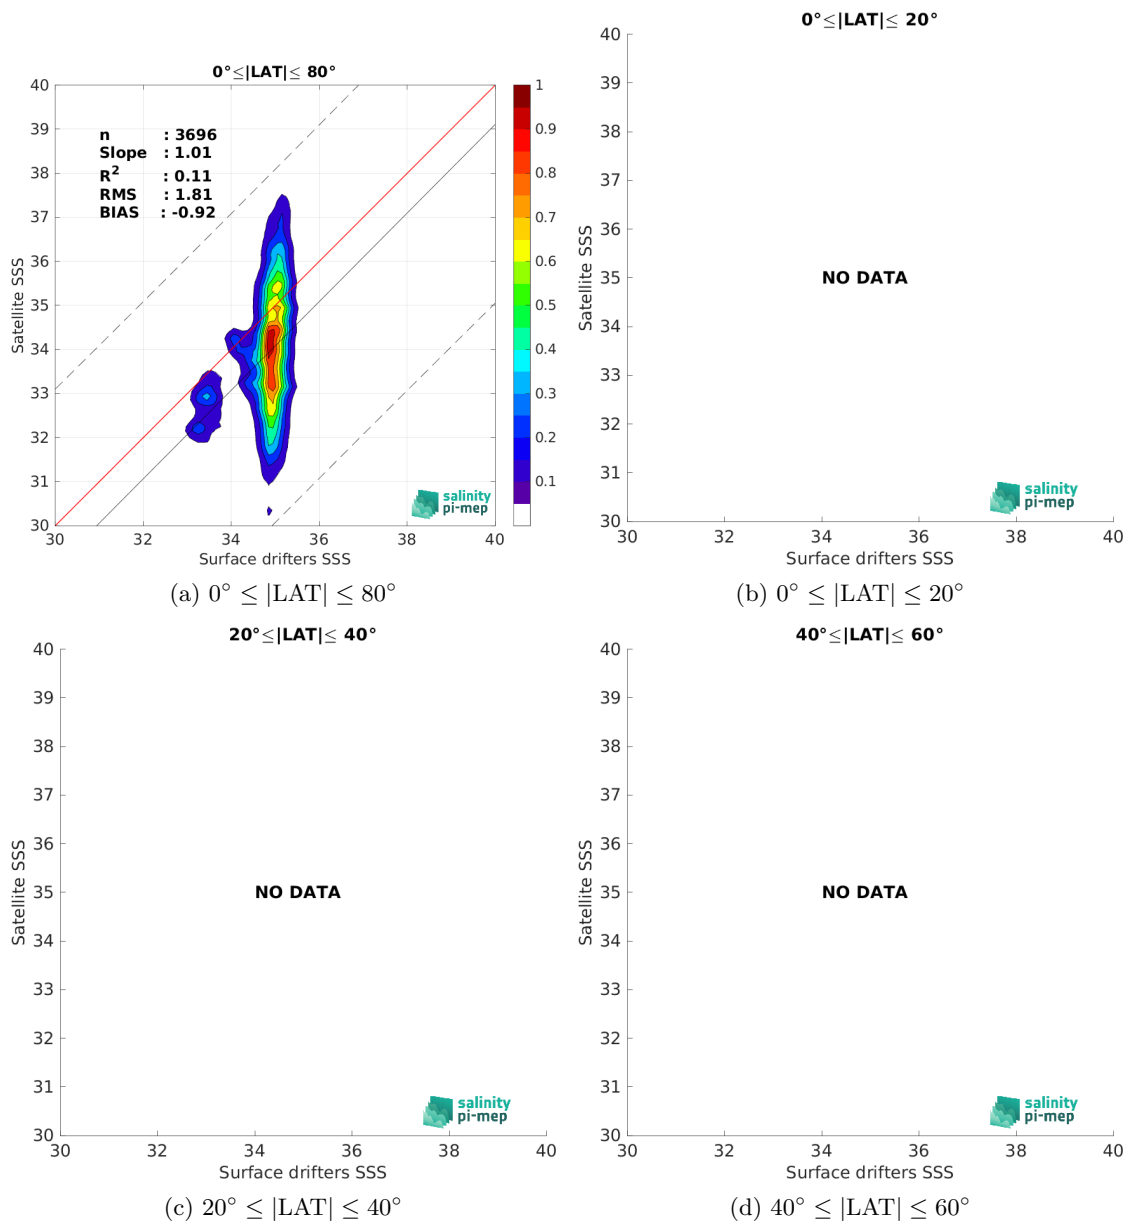 0°≤|LAT|≤ 80°
40
39
38
37
36
35
34
33
32
31
30
Satellite SSS
n : 3696
Slope : 1.01
R² : 0.11
RMS : 1.81
BIAS : -0.92
salinity
pi-mep
1
0.9
0.8
0.7
0.6
0.5
0.4
0.3
0.2
0.1
30 32 34 36 38 40
Surface drifters SSS
(a) 0° ≤ |LAT| ≤ 80°
0°≤|LAT|≤ 20°
40
39
38
37
36
35
34
33
32
31
30
Satellite SSS
NO DATA
salinity
pi-mep
30 32 34 36 38 40
Surface drifters SSS
(b) 0° ≤ |LAT| ≤ 20°
20°≤|LAT|≤ 40°
40
39
38
37
36
35
34
33
32
31
30
Satellite SSS
NO DATA
salinity
pi-mep
30 32 34 36 38 40
Surface drifters SSS
(c) 20° ≤ |LAT| ≤ 40°
40°≤|LAT|≤ 60°
40
39
38
37
36
35
34
33
32
31
30
Satellite SSS
NO DATA
salinity
pi-mep
30 32 34 36 38 40
Surface drifters SSS
(d) 40° ≤ |LAT| ≤ 60°